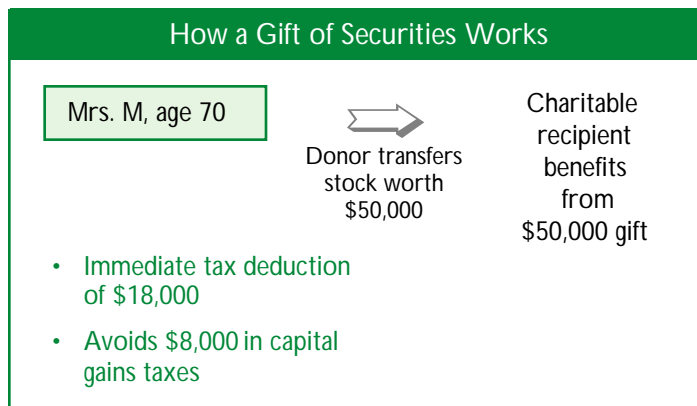 How a Gift of Securities Works
Mrs. M, age 70
Donor transfers
stock worth
$50,000
Charitable
recipient
benefits
from
$50,000 gift
• Immediate tax deduction
of $18,000
• Avoids $8,000 in capital
gains taxes